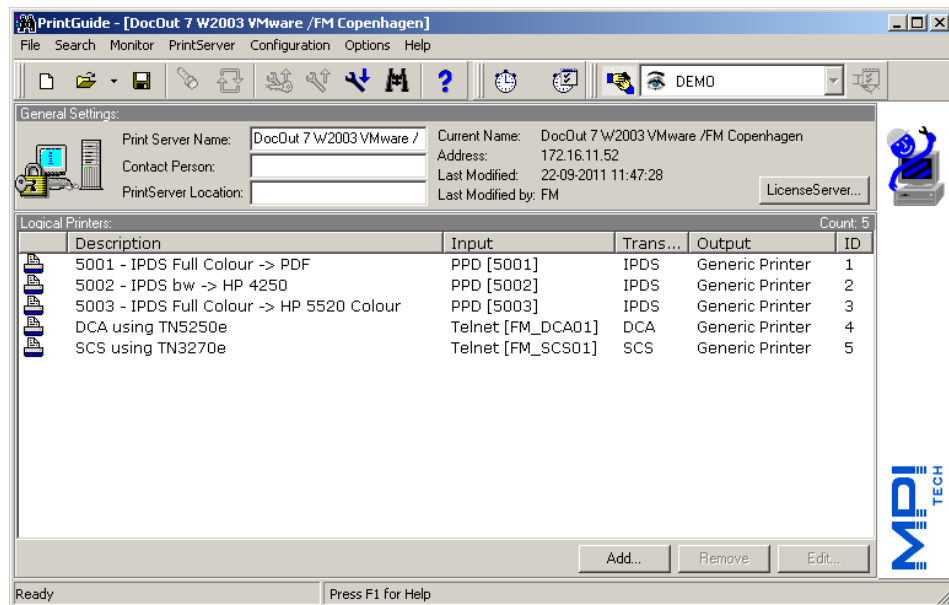 PrintGuide - [DocOut 7 W2003 VMware /FM Copenhagen]
File Search Monitor PrintServer Configuration Options Help
? DEMO
General Settings:
Print Server Name: DocOut 7 W2003 VMware /
Contact Person:
PrintServer Location:
Current Name: DocOut 7 W2003 VMware /FM Copenhagen
Address: 172.16.11.52
Last Modified: 22-09-2011 11:47:28
Last Modified by: FM
LicenseServer...
Logical Printers: Count: 5
Description Input Trans... Output ID
5001 - IPDS Full Colour -> PDF PPD [5001] IPDS Generic Printer 1
5002 - IPDS bw -> HP 4250 PPD [5002] IPDS Generic Printer 2
5003 - IPDS Full Colour -> HP 5520 Colour PPD [5003] IPDS Generic Printer 3
DCA using TN5250e Telnet [FM_DCA01] DCA Generic Printer 4
SCS using TN3270e Telnet [FM_SCS01] SCS Generic Printer 5
MPI TECH
Add... Remove Edit...
Ready Press F1 for Help